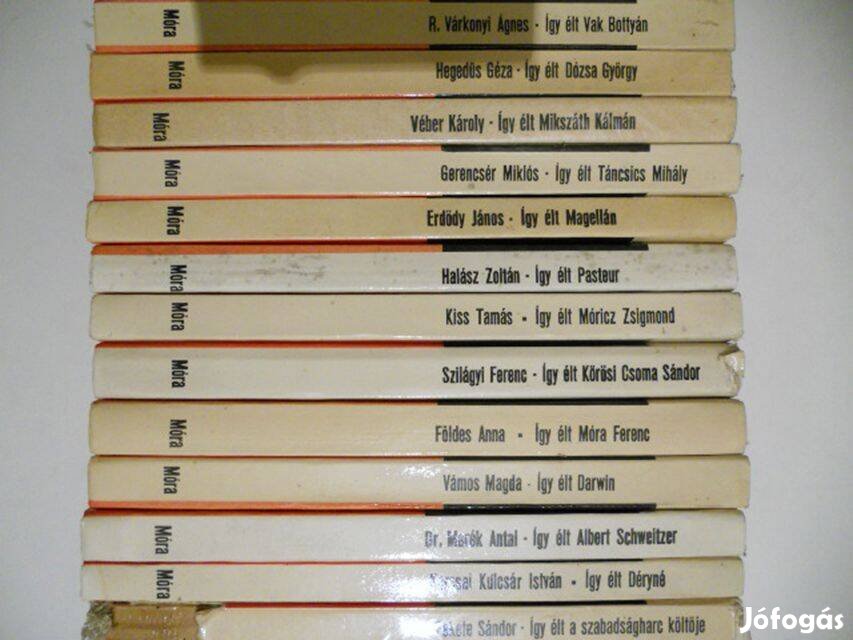 Móra R. Várkonyi Ágnes · Így élt Vak Bottyán
Móra Hegedűs Géza · Így élt Dózsa György
Móra Véber Károly · Így élt Mikszáth Kálmán
Móra Gerencsér Miklós · Így élt Táncsics Mihály
Móra Erdődy János · Így élt Magellán
Móra Halász Zoltán · Így élt Pasteur
Móra Kiss Tamás · Így élt Móricz Zsigmond
Móra Szilágyi Ferenc · Így élt Kőrösi Csoma Sándor
Móra Földes Anna · Így élt Móra Ferenc
Móra Vámos Magda · Így élt Darwin
Móra Dr. Marék Antal · Így élt Albert Schweitzer
Móra Kulcsár István · Így élt Déryné
Sándor · Így élt a szabadságharc költője
Jófogás